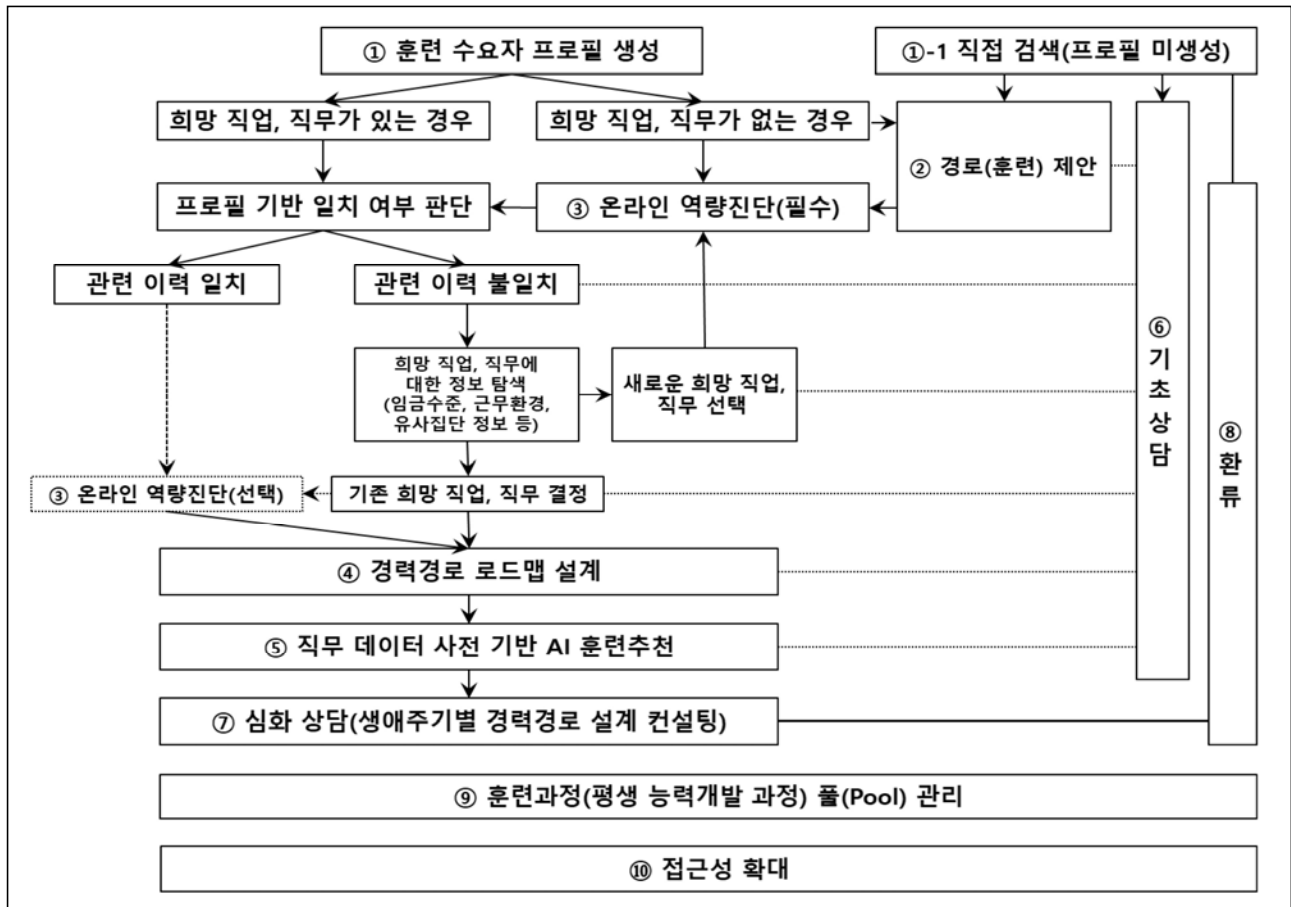 ① 훈련 수요자 프로필 생성
①-1 직접 검색(프로필 미생성)
희망 직업, 직무가 있는 경우
희망 직업, 직무가 없는 경우
② 경로(훈련) 제안
프로필 기반 일치 여부 판단
③ 온라인 역량진단(필수)
관련 이력 일치
관련 이력 불일치
희망 직업, 직무에
대한 정보 탐색
(임금수준, 근무환경,
유사집단 정보 등)
새로운 희망 직업,
직무 선택
③ 온라인 역량진단(선택)
기존 희망 직업, 직무 결정
④ 경력경로 로드맵 설계
⑤ 직무 데이터 사전 기반 AI 훈련추천
⑥
기
초
상
담
⑦ 심화 상담(생애주기별 경력경로 설계 컨설팅)
⑧
환
류
⑨ 훈련과정(평생 능력개발 과정) 풀(Pool) 관리
⑩ 접근성 확대